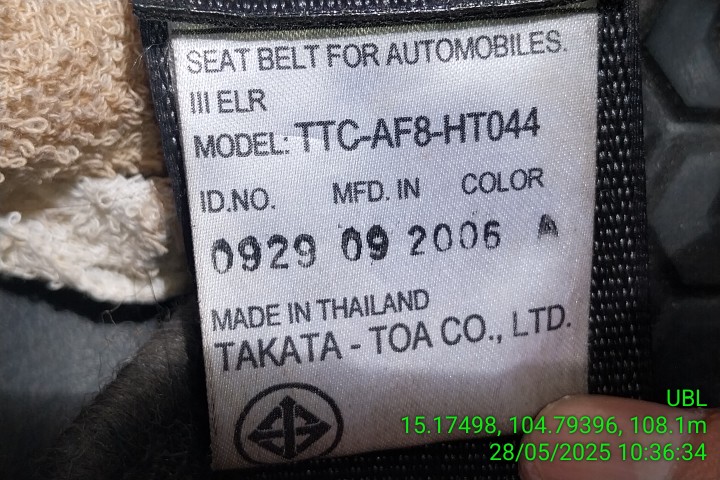 SEAT BELT FOR AUTOMOBILES.
III ELR
MODEL: TTC-AF8-HT044
ID.NO. MFD. IN COLOR
0929 09 2006 A
MADE IN THAILAND
TAKATA - TOA CO., LTD.
UBL
15.17498, 104.79396, 108.1m
28/05/2025 10:36:34